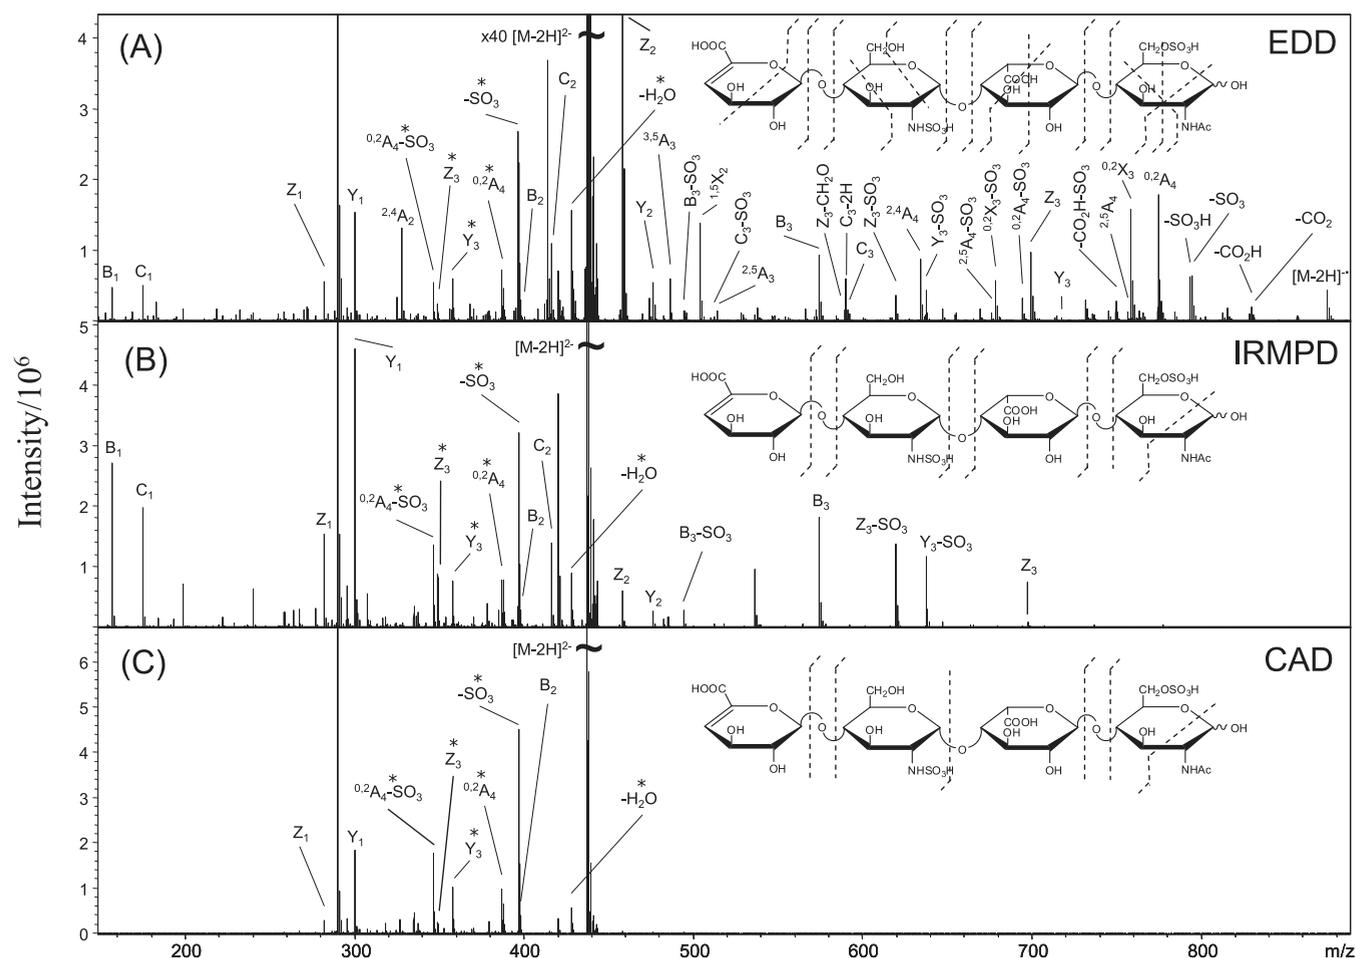 Intensity/10⁶
(A)
EDD
x40 [M-2H]²⁻
Z₂
*
-SO₃
C₂
*
-H₂O
*
⁰,²A₄-SO₃
*
Z₃
*
⁰,²A₄
³,⁵A₃
B₃-SO₃
¹,⁵X₂
C₃-SO₃
²,⁵A₃
B₃
Z₃-CH₂O
C₃-2H
C₃
Z₃-SO₃
²,⁴A₄
Y₃-SO₃
²,⁵A₄-SO₃
⁰,²X₃-SO₃
⁰,²A₄-SO₃
Z₃
Y₃
-CO₂H-SO₃
²,⁵A₄
⁰,²X₃
⁰,²A₄
-SO₃H
-SO₃
-CO₂H
-CO₂
[M-2H]⁻•
Z₁
Y₁
²,⁴A₂
*
Y₃
B₂
Y₂
B₁
C₁
HOOC
O
OH
OH
O
CH₂OH
O
OH
NHSO₃H
O
O
COOH
OH
OH
O
CH₂OSO₃H
O
OH
OH
NHAc
4
3
2
1
0
(B)
IRMPD
[M-2H]²⁻
Y₁
*
-SO₃
B₁
C₁
Z₁
*
Z₃
*
⁰,²A₄
⁰,²A₄-SO₃
*
*
Y₃
C₂
B₂
*
-H₂O
Z₂
Y₂
B₃-SO₃
B₃
Z₃-SO₃
Y₃-SO₃
Z₃
HOOC
O
OH
OH
O
CH₂OH
O
OH
NHSO₃H
O
O
COOH
OH
OH
O
CH₂OSO₃H
O
OH
OH
NHAc
5
4
3
2
1
(C)
CAD
[M-2H]²⁻
*
-SO₃
B₂
*
Z₃
*
⁰,²A₄-SO₃
*
⁰,²A₄
*
-H₂O
Z₁
Y₁
*
Y₃
HOOC
O
OH
OH
O
CH₂OH
O
OH
NHSO₃H
O
O
COOH
OH
OH
O
CH₂OSO₃H
O
OH
OH
NHAc
6
5
4
3
2
1
0
200
300
400
500
600
700
800
m/z